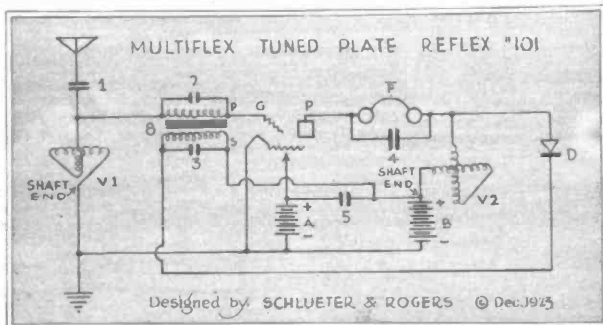 MULTIFLEX TUNED PLATE REFLEX "101
1
2
P
G
P
F
8
S
3
4
D
SHAFT
END
V1
SHAFT
END
+
A
-
5
+
B
-
V2
Designed by SCHLUETER & ROGERS © Dec. 1923